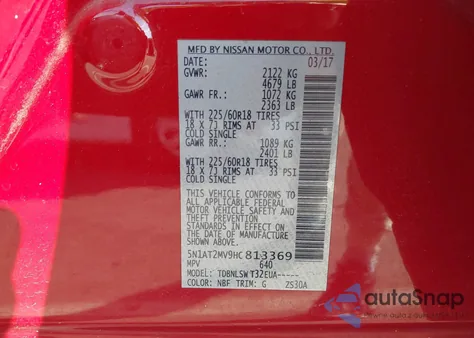 MFD BY NISSAN MOTOR CO., LTD.
DATE: 03/17
GVWR: 2122 KG
4679 LB
GAWR FR.: 1072 KG
2363 LB
WITH 225/60R18 TIRES
18 X 7J RIMS AT 33 PSI
COLD SINGLE
GAWR RR.: 1089 KG
2401 LB
WITH 225/60R18 TIRES
18 X 7J RIMS AT 33 PSI
COLD SINGLE
THIS VEHICLE CONFORMS TO
ALL APPLICABLE FEDERAL
MOTOR VEHICLE SAFETY AND
THEFT PREVENTION
STANDARDS IN EFFECT ON
THE DATE OF MANUFACTURE
SHOWN ABOVE.
5N1AT2MV9HC813369
MPV 640
MODEL: TDBNLSW T32EUA-----
COLOR: NBF TRIM: G ZS30A
autoSnap